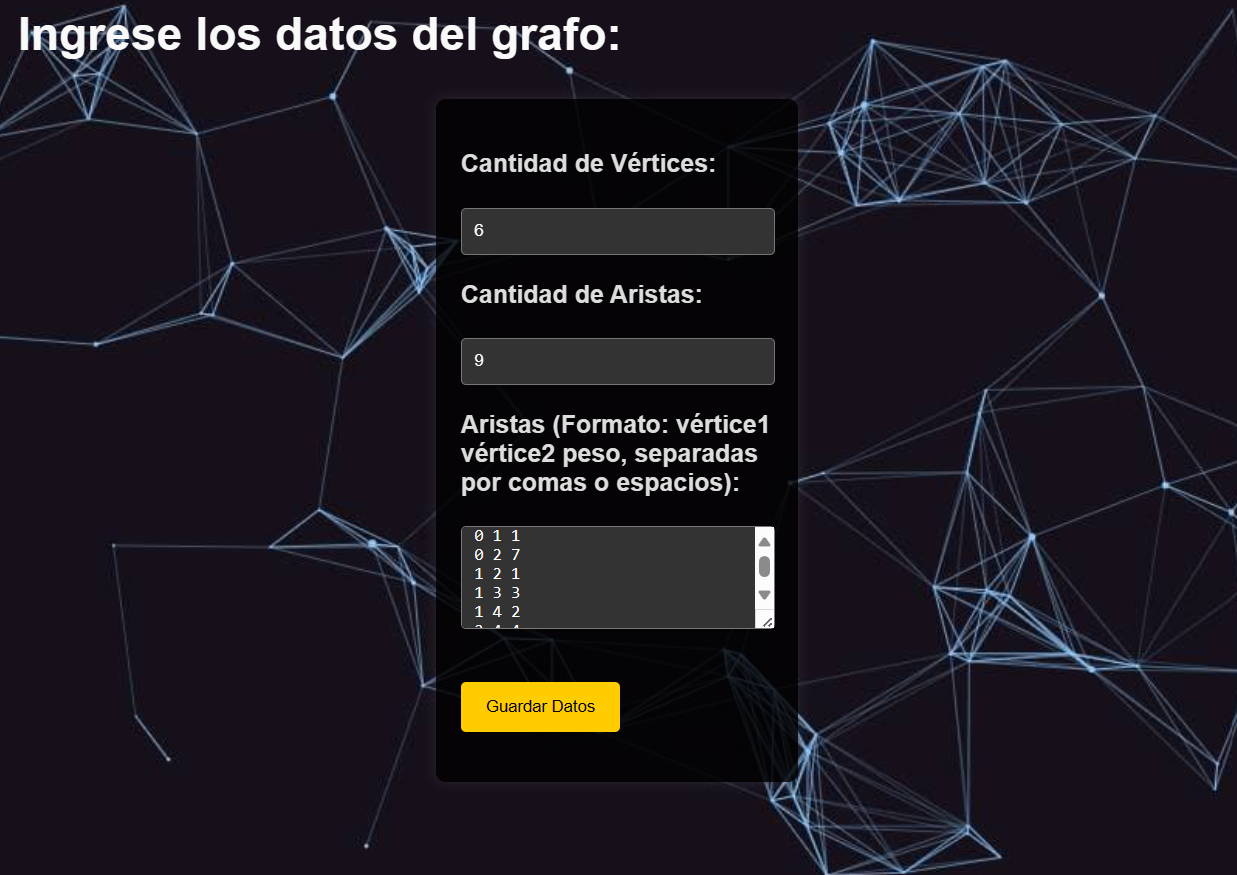 Ingrese los datos del grafo:
Cantidad de Vértices:
6
Cantidad de Aristas:
9
Aristas (Formato: vértice1
vértice2 peso, separadas
por comas o espacios):
0 1 1
0 2 7
1 2 1
1 3 3
1 4 2
Guardar Datos